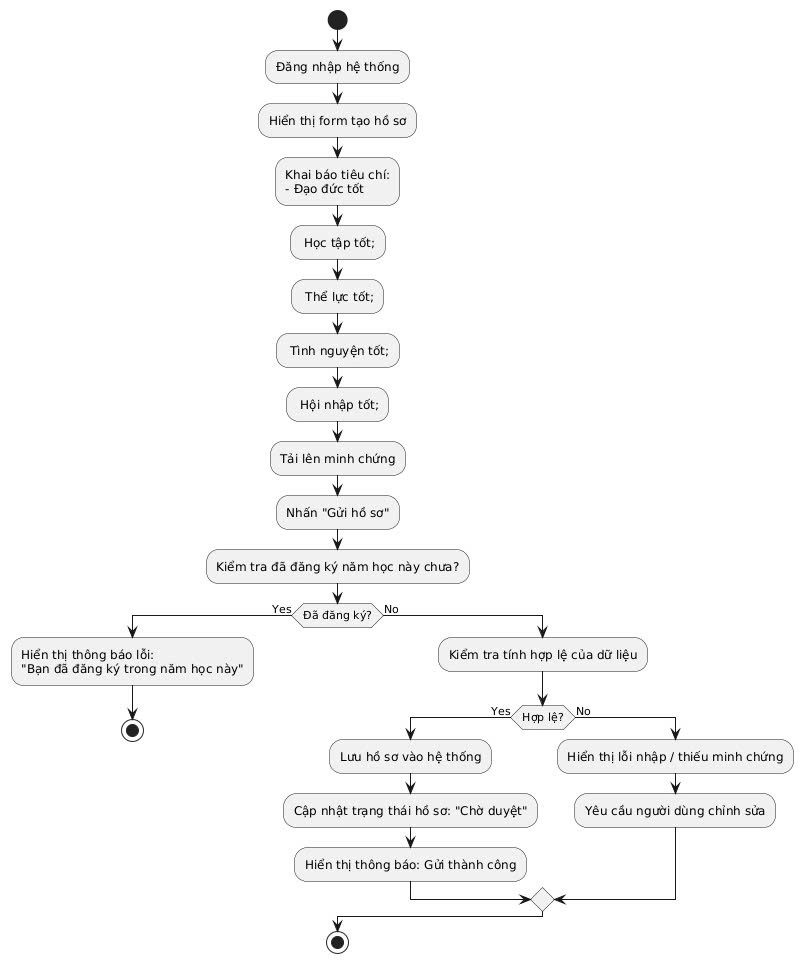 Đăng nhập hệ thống
Hiển thị form tạo hồ sơ
Khai báo tiêu chí:
- Đạo đức tốt
Học tập tốt;
Thể lực tốt;
Tình nguyện tốt;
Hội nhập tốt;
Tải lên minh chứng
Nhấn "Gửi hồ sơ"
Kiểm tra đã đăng ký năm học này chưa?
Yes
Đã đăng ký?
No
Hiển thị thông báo lỗi:
"Bạn đã đăng ký trong năm học này"
Kiểm tra tính hợp lệ của dữ liệu
Yes
Hợp lệ?
No
Lưu hồ sơ vào hệ thống
Cập nhật trạng thái hồ sơ: "Chờ duyệt"
Hiển thị thông báo: Gửi thành công
Hiển thị lỗi nhập / thiếu minh chứng
Yêu cầu người dùng chỉnh sửa